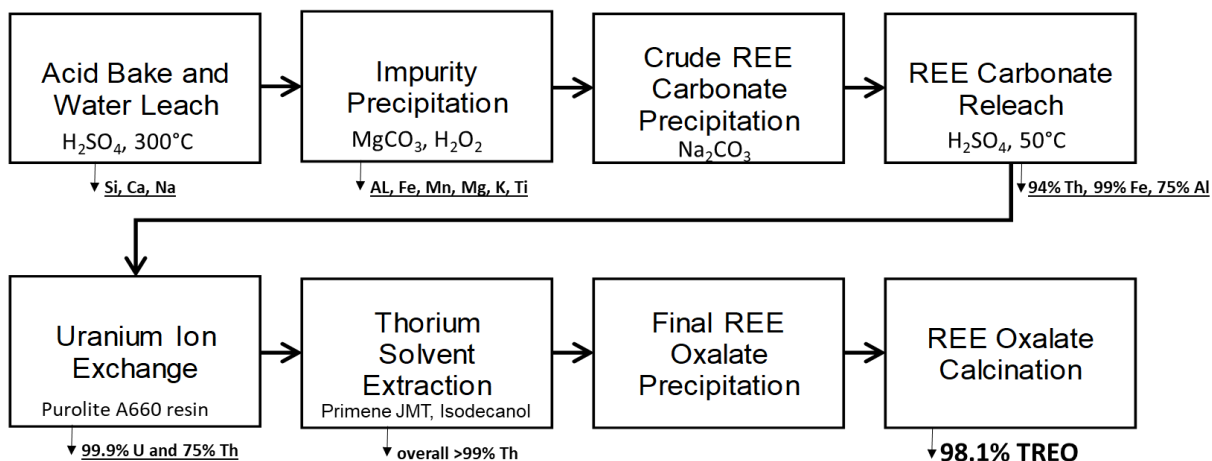 Acid Bake and
Water Leach
H₂SO₄, 300°C
Si, Ca, Na
Impurity
Precipitation
MgCO₃, H₂O₂
AL, Fe, Mn, Mg, K, Ti
Crude REE
Carbonate
Precipitation
Na₂CO₃
REE Carbonate
Releach
H₂SO₄, 50°C
94% Th, 99% Fe, 75% Al
Uranium Ion
Exchange
Purolite A660 resin
99.9% U and 75% Th
Thorium
Solvent
Extraction
Primene JMT, Isodecanol
overall >99% Th
Final REE
Oxalate
Precipitation
REE Oxalate
Calcination
98.1% TREO